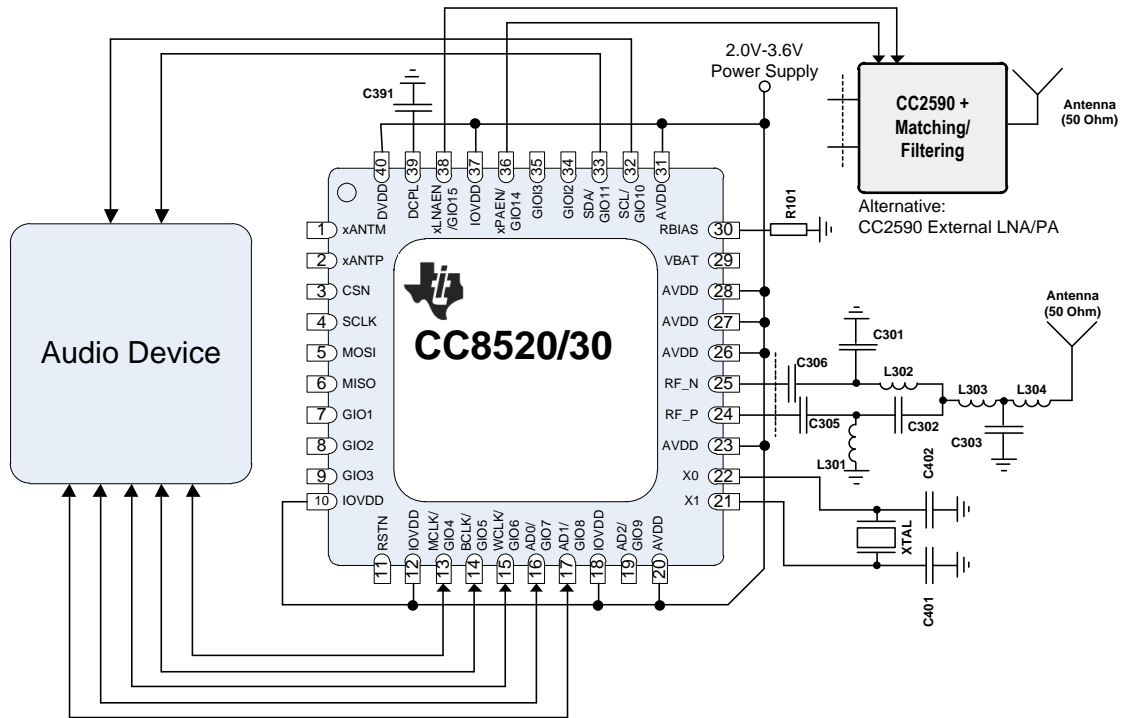 2.0V-3.6V
Power Supply
C391
CC2590 +
Matching/
Filtering
Antenna
(50 Ohm)
Alternative:
CC2590 External LNA/PA
40
39
38
37
36
35
34
33
32
31
DVDD
DCPL
xLNAEN
/GIO15
IOVDD
xPAEN/
GIO14
GIO13
GIO12
SDA/
GIO11
SCL/
GIO10
AVDD
R101
1 xANTM
2 xANTP
3 CSN
4 SCLK
5 MOSI
6 MISO
7 GIO1
8 GIO2
9 GIO3
10 IOVDD
Audio Device
CC8520/30
RBIAS 30
VBAT 29
AVDD 28
AVDD 27
AVDD 26
RF_N 25
RF_P 24
AVDD 23
X0 22
X1 21
Antenna
(50 Ohm)
C301
C306
L302
L303
L304
C305
C302
C303
L301
C402
XTAL
C401
RSTN
IOVDD
MCLK/
GIO4
BCLK/
GIO5
WCLK/
GIO6
AD0/
GIO7
AD1/
GIO8
IOVDD
AD2/
GIO9
AVDD
11
12
13
14
15
16
17
18
19
20